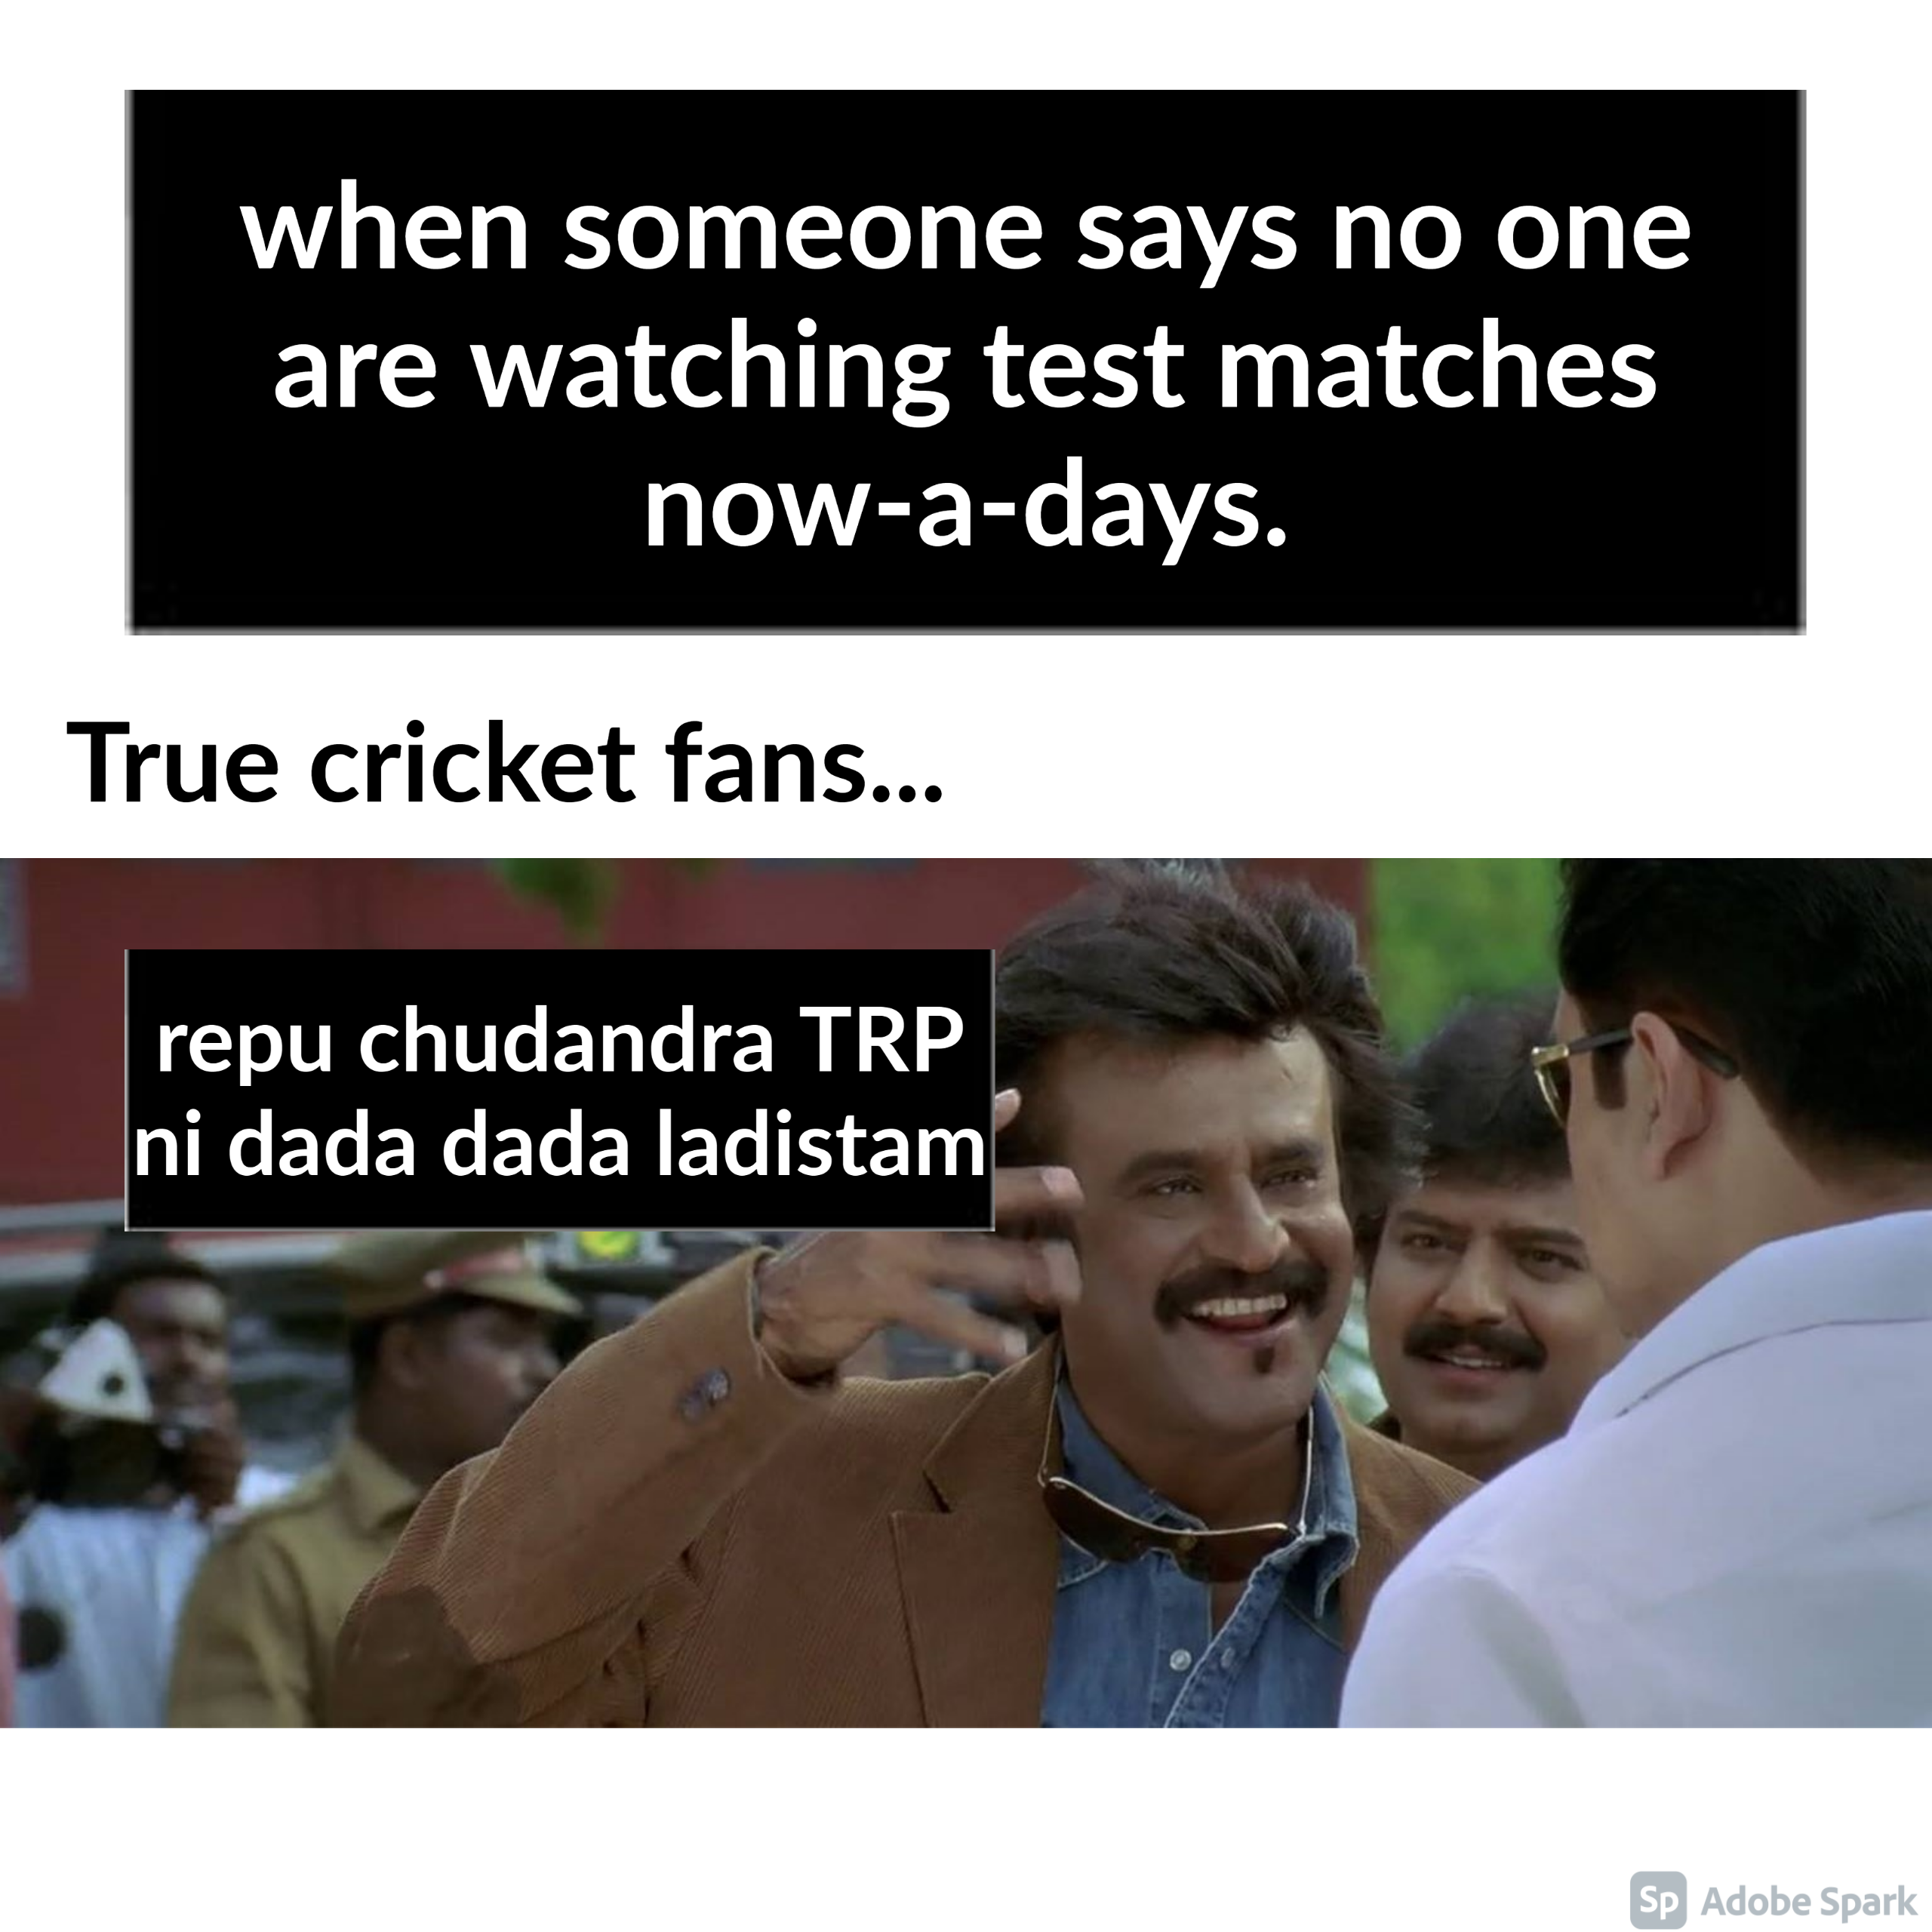 when someone says no one
are watching test matches
now-a-days.
True cricket fans...
repu chudandra TRP
ni dada dada ladistam
Sp Adobe Spark